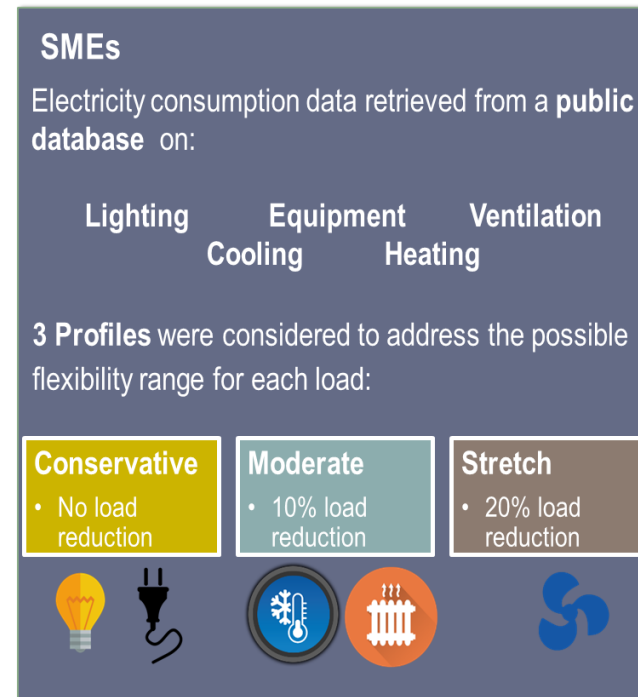 SMEs
Electricity consumption data retrieved from a public
database on:
Lighting Equipment Ventilation
Cooling Heating
3 Profiles were considered to address the possible
flexibility range for each load:
Conservative
• No load
reduction
Moderate
• 10% load
reduction
Stretch
• 20% load
reduction